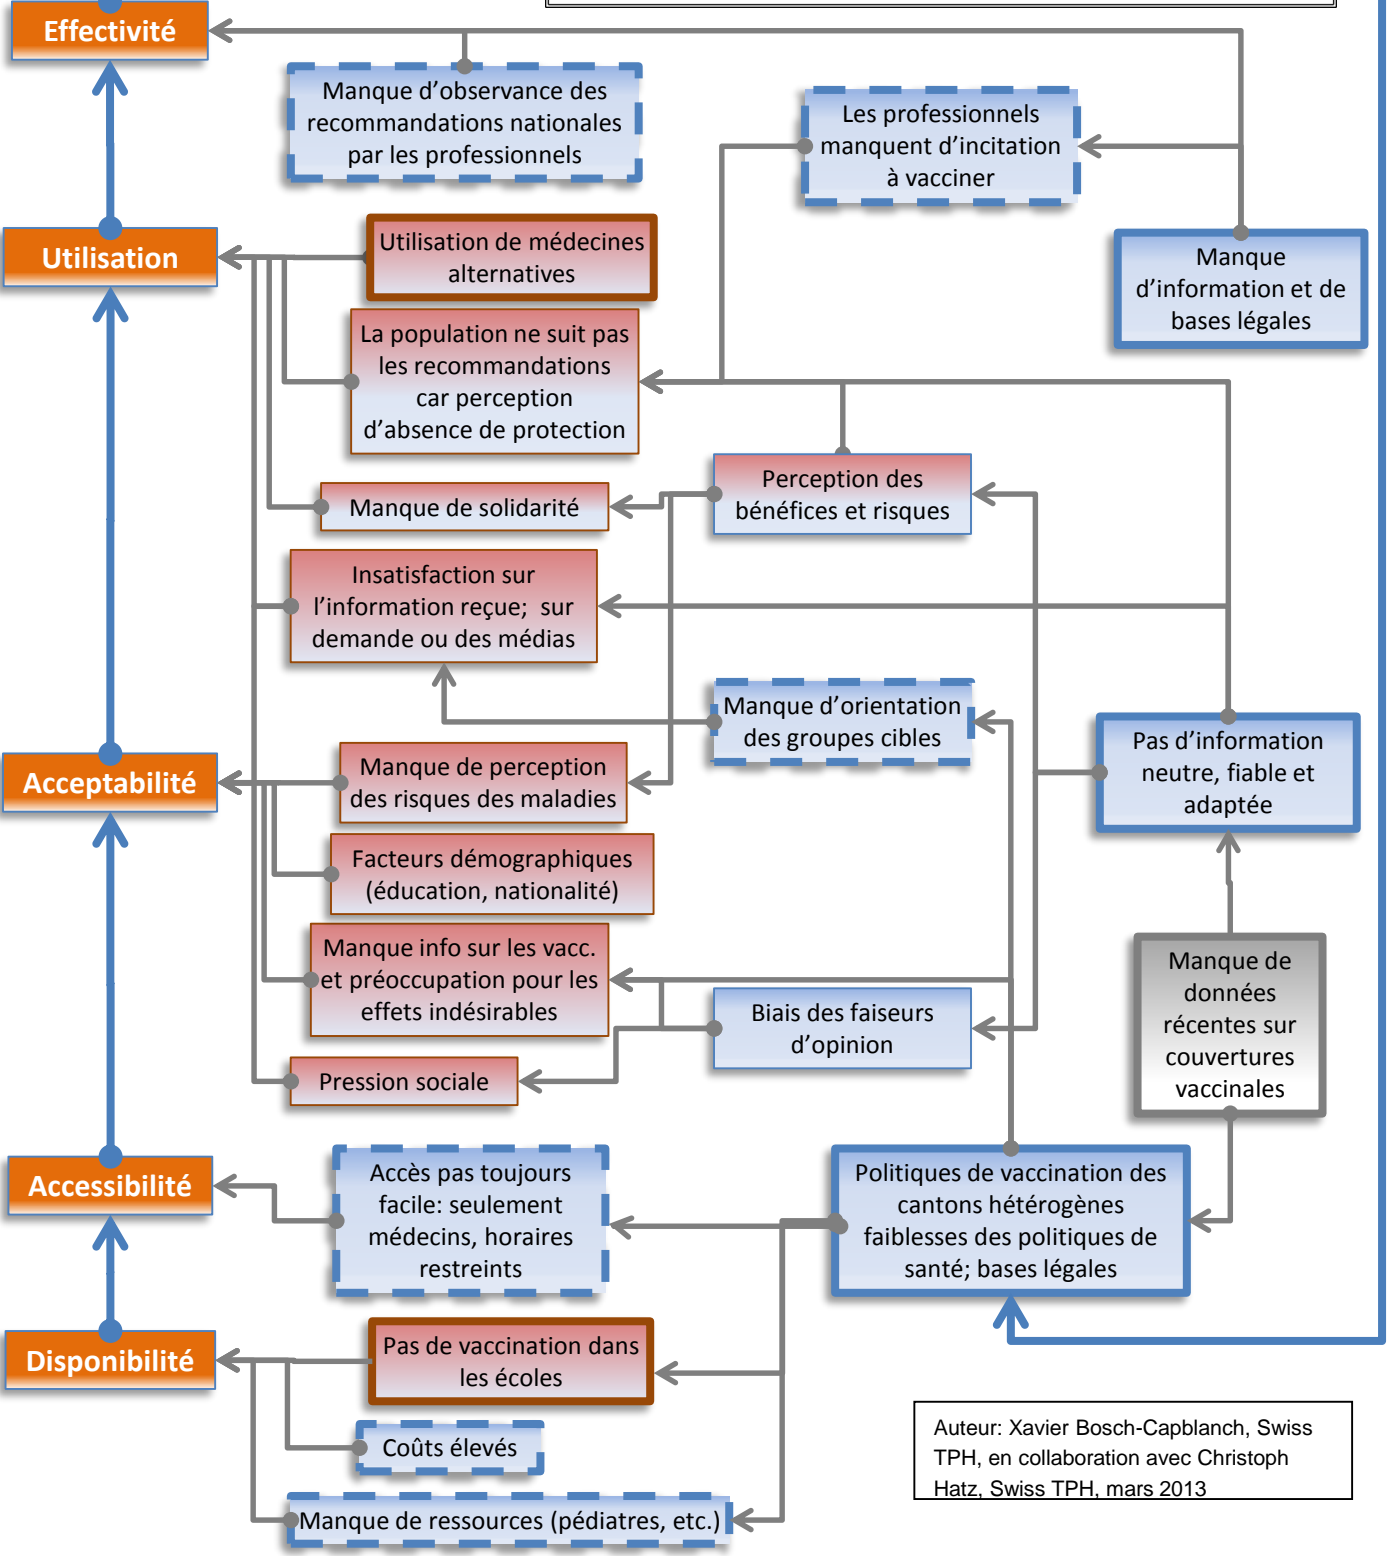 Effectivité
Manque d’observance des
recommandations nationales
par les professionnels
Les professionnels
manquent d’incitation
à vacciner
Utilisation
Utilisation de médecines
alternatives
Manque
d’information et de
bases légales
La population ne suit pas
les recommandations
car perception
d’absence de protection
Perception des
bénéfices et risques
Manque de solidarité
Insatisfaction sur
l’information reçue; sur
demande ou des médias
Manque d’orientation
des groupes cibles
Pas d’information
neutre, fiable et
adaptée
Acceptabilité
Manque de perception
des risques des maladies
Facteurs démographiques
(éducation, nationalité)
Manque info sur les vacc.
et préoccupation pour les
effets indésirables
Manque de
données
récentes sur
couvertures
vaccinales
Biais des faiseurs
d’opinion
Pression sociale
Accessibilité
Accès pas toujours
facile: seulement
médecins, horaires
restreints
Politiques de vaccination des
cantons hétérogènes
faiblesses des politiques de
santé; bases légales
Disponibilité
Pas de vaccination dans
les écoles
Coûts élevés
Manque de ressources (pédiatres, etc.)
Auteur: Xavier Bosch-Capblanch, Swiss
TPH, en collaboration avec Christoph
Hatz, Swiss TPH, mars 2013